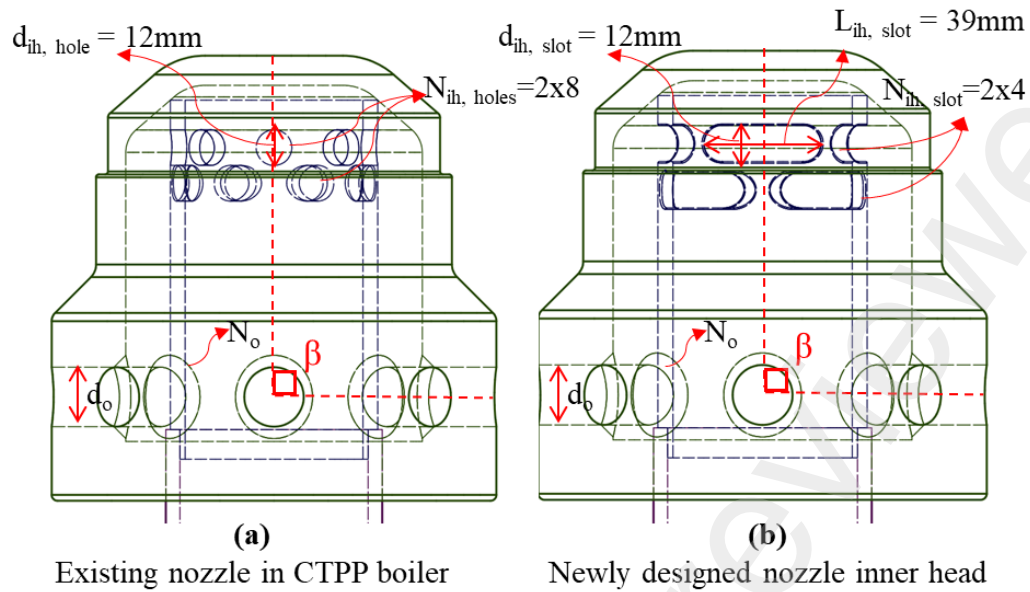 d_ih, hole = 12mm
N_ih, holes=2x8
N_o
β
d_o
(a)
Existing nozzle in CTPP boiler
d_ih, slot = 12mm
L_ih, slot = 39mm
N_ih, slot=2x4
N_o
β
d_o
(b)
Newly designed nozzle inner head